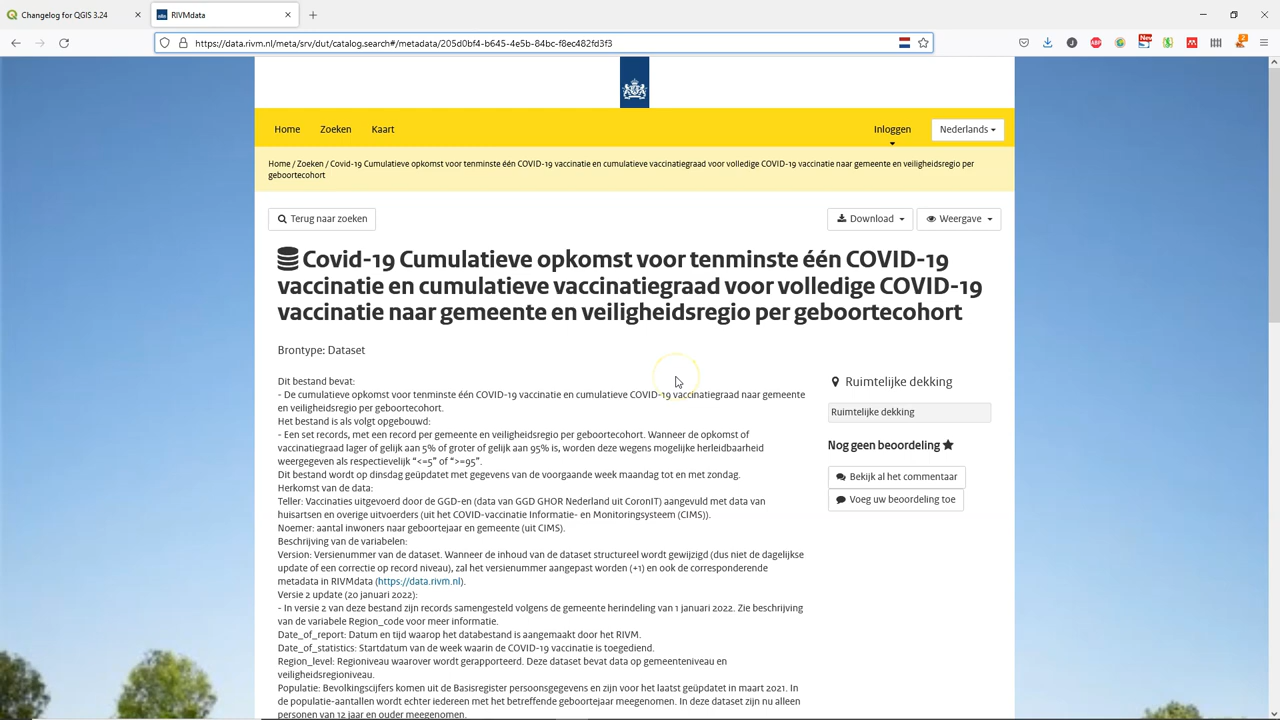 Changelog for QGIS 3.24
RIVMdata
https://data.rivm.nl/meta/srv/dut/catalog.search#/metadata/205d0bf4-b645-4e5b-84bc-f8ec482fd3f3
Home Zoeken Kaart Inloggen Nederlands
Home / Zoeken / Covid-19 Cumulatieve opkomst voor tenminste één COVID-19 vaccinatie en cumulatieve vaccinatiegraad voor volledige COVID-19 vaccinatie naar gemeente en veiligheidsregio per
geboortecohort
Terug naar zoeken Download Weergave
Covid-19 Cumulatieve opkomst voor tenminste één COVID-19
vaccinatie en cumulatieve vaccinatiegraad voor volledige COVID-19
vaccinatie naar gemeente en veiligheidsregio per geboortecohort
Brontype: Dataset
Dit bestand bevat:
- De cumulatieve opkomst voor tenminste één COVID-19 vaccinatie en cumulatieve COVID-19 vaccinatiegraad naar gemeente
en veiligheidsregio per geboortecohort.
Het bestand is als volgt opgebouwd:
- Een set records, met een record per gemeente en veiligheidsregio per geboortecohort. Wanneer de opkomst of
vaccinatiegraad lager of gelijk aan 5% of groter of gelijk aan 95% is, worden deze wegens mogelijke herleidbaarheid
weergegeven als respectievelijk “<=5” of “>=95”.
Dit bestand wordt op dinsdag geüpdatet met gegevens van de voorgaande week maandag tot en met zondag.
Herkomst van de data:
Teller: Vaccinaties uitgevoerd door de GGD-en (data van GGD GHOR Nederland uit CoronIT) aangevuld met data van
huisartsen en overige uitvoerders (uit het COVID-vaccinatie Informatie- en Monitoringsysteem (CIMS)).
Noemer: aantal inwoners naar geboortejaar en gemeente (uit CIMS).
Beschrijving van de variabelen:
Version: Versienummer van de dataset. Wanneer de inhoud van de dataset structureel wordt gewijzigd (dus niet de dagelijkse
update of een correctie op record niveau), zal het versienummer aangepast worden (+1) en ook de corresponderende
metadata in RIVMdata (https://data.rivm.nl).
Versie 2 update (20 januari 2022):
- In versie 2 van deze bestand zijn records samengesteld volgens de gemeente herindeling van 1 januari 2022. Zie beschrijving
van de variabele Region_code voor meer informatie.
Date_of_report: Datum en tijd waarop het databestand is aangemaakt door het RIVM.
Date_of_statistics: Startdatum van de week waarin de COVID-19 vaccinatie is toegediend.
Region_level: Regioniveau waarover wordt gerapporteerd. Deze dataset bevat data op gemeenteniveau en
veiligheidsregioniveau.
Populatie: Bevolkingscijfers komen uit de Basisregister persoonsgegevens en zijn voor het laatst geüpdatet in maart 2021. In
de populatie-aantallen wordt echter iedereen met het betreffende geboortejaar meegenomen. In deze dataset zijn nu alleen
personen van 12 jaar en ouder meegenomen.
Ruimtelijke dekking
Ruimtelijke dekking
Nog geen beoordeling
Bekijk al het commentaar
Voeg uw beoordeling toe